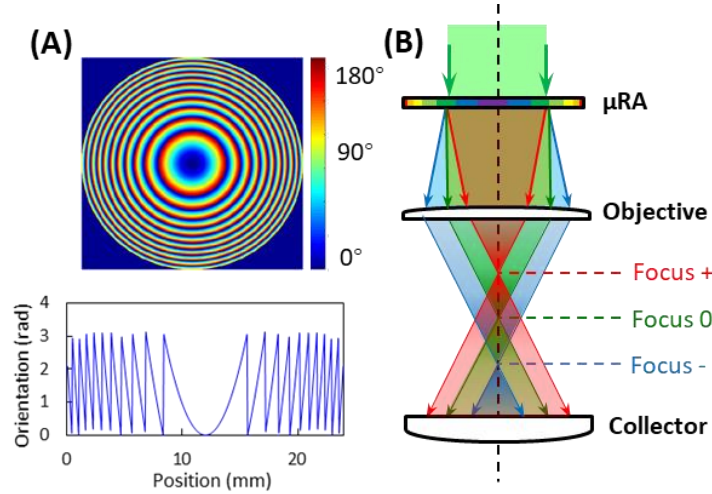 (A)
180°
90°
0°
4
3
2
1
0
Orientation (rad)
0
10
20
Position (mm)
(B)
μRA
Objective
Focus +
Focus 0
Focus -
Collector